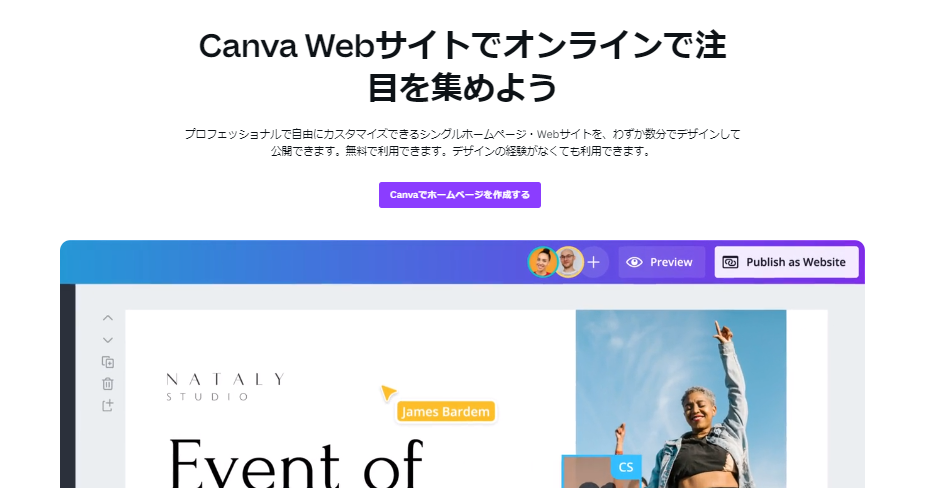 Canva Webサイトでオンラインで注
目を集めよう
プロフェッショナルで自由にカスタマイズできるシングルホームページ・Webサイトを、わずか数分でデザインして
公開できます。無料で利用できます。デザインの経験がなくても利用できます。
Canvaでホームページを作成する
Preview
Publish as Website
NATALY
STUDIO
James Bardem
Event of
CS